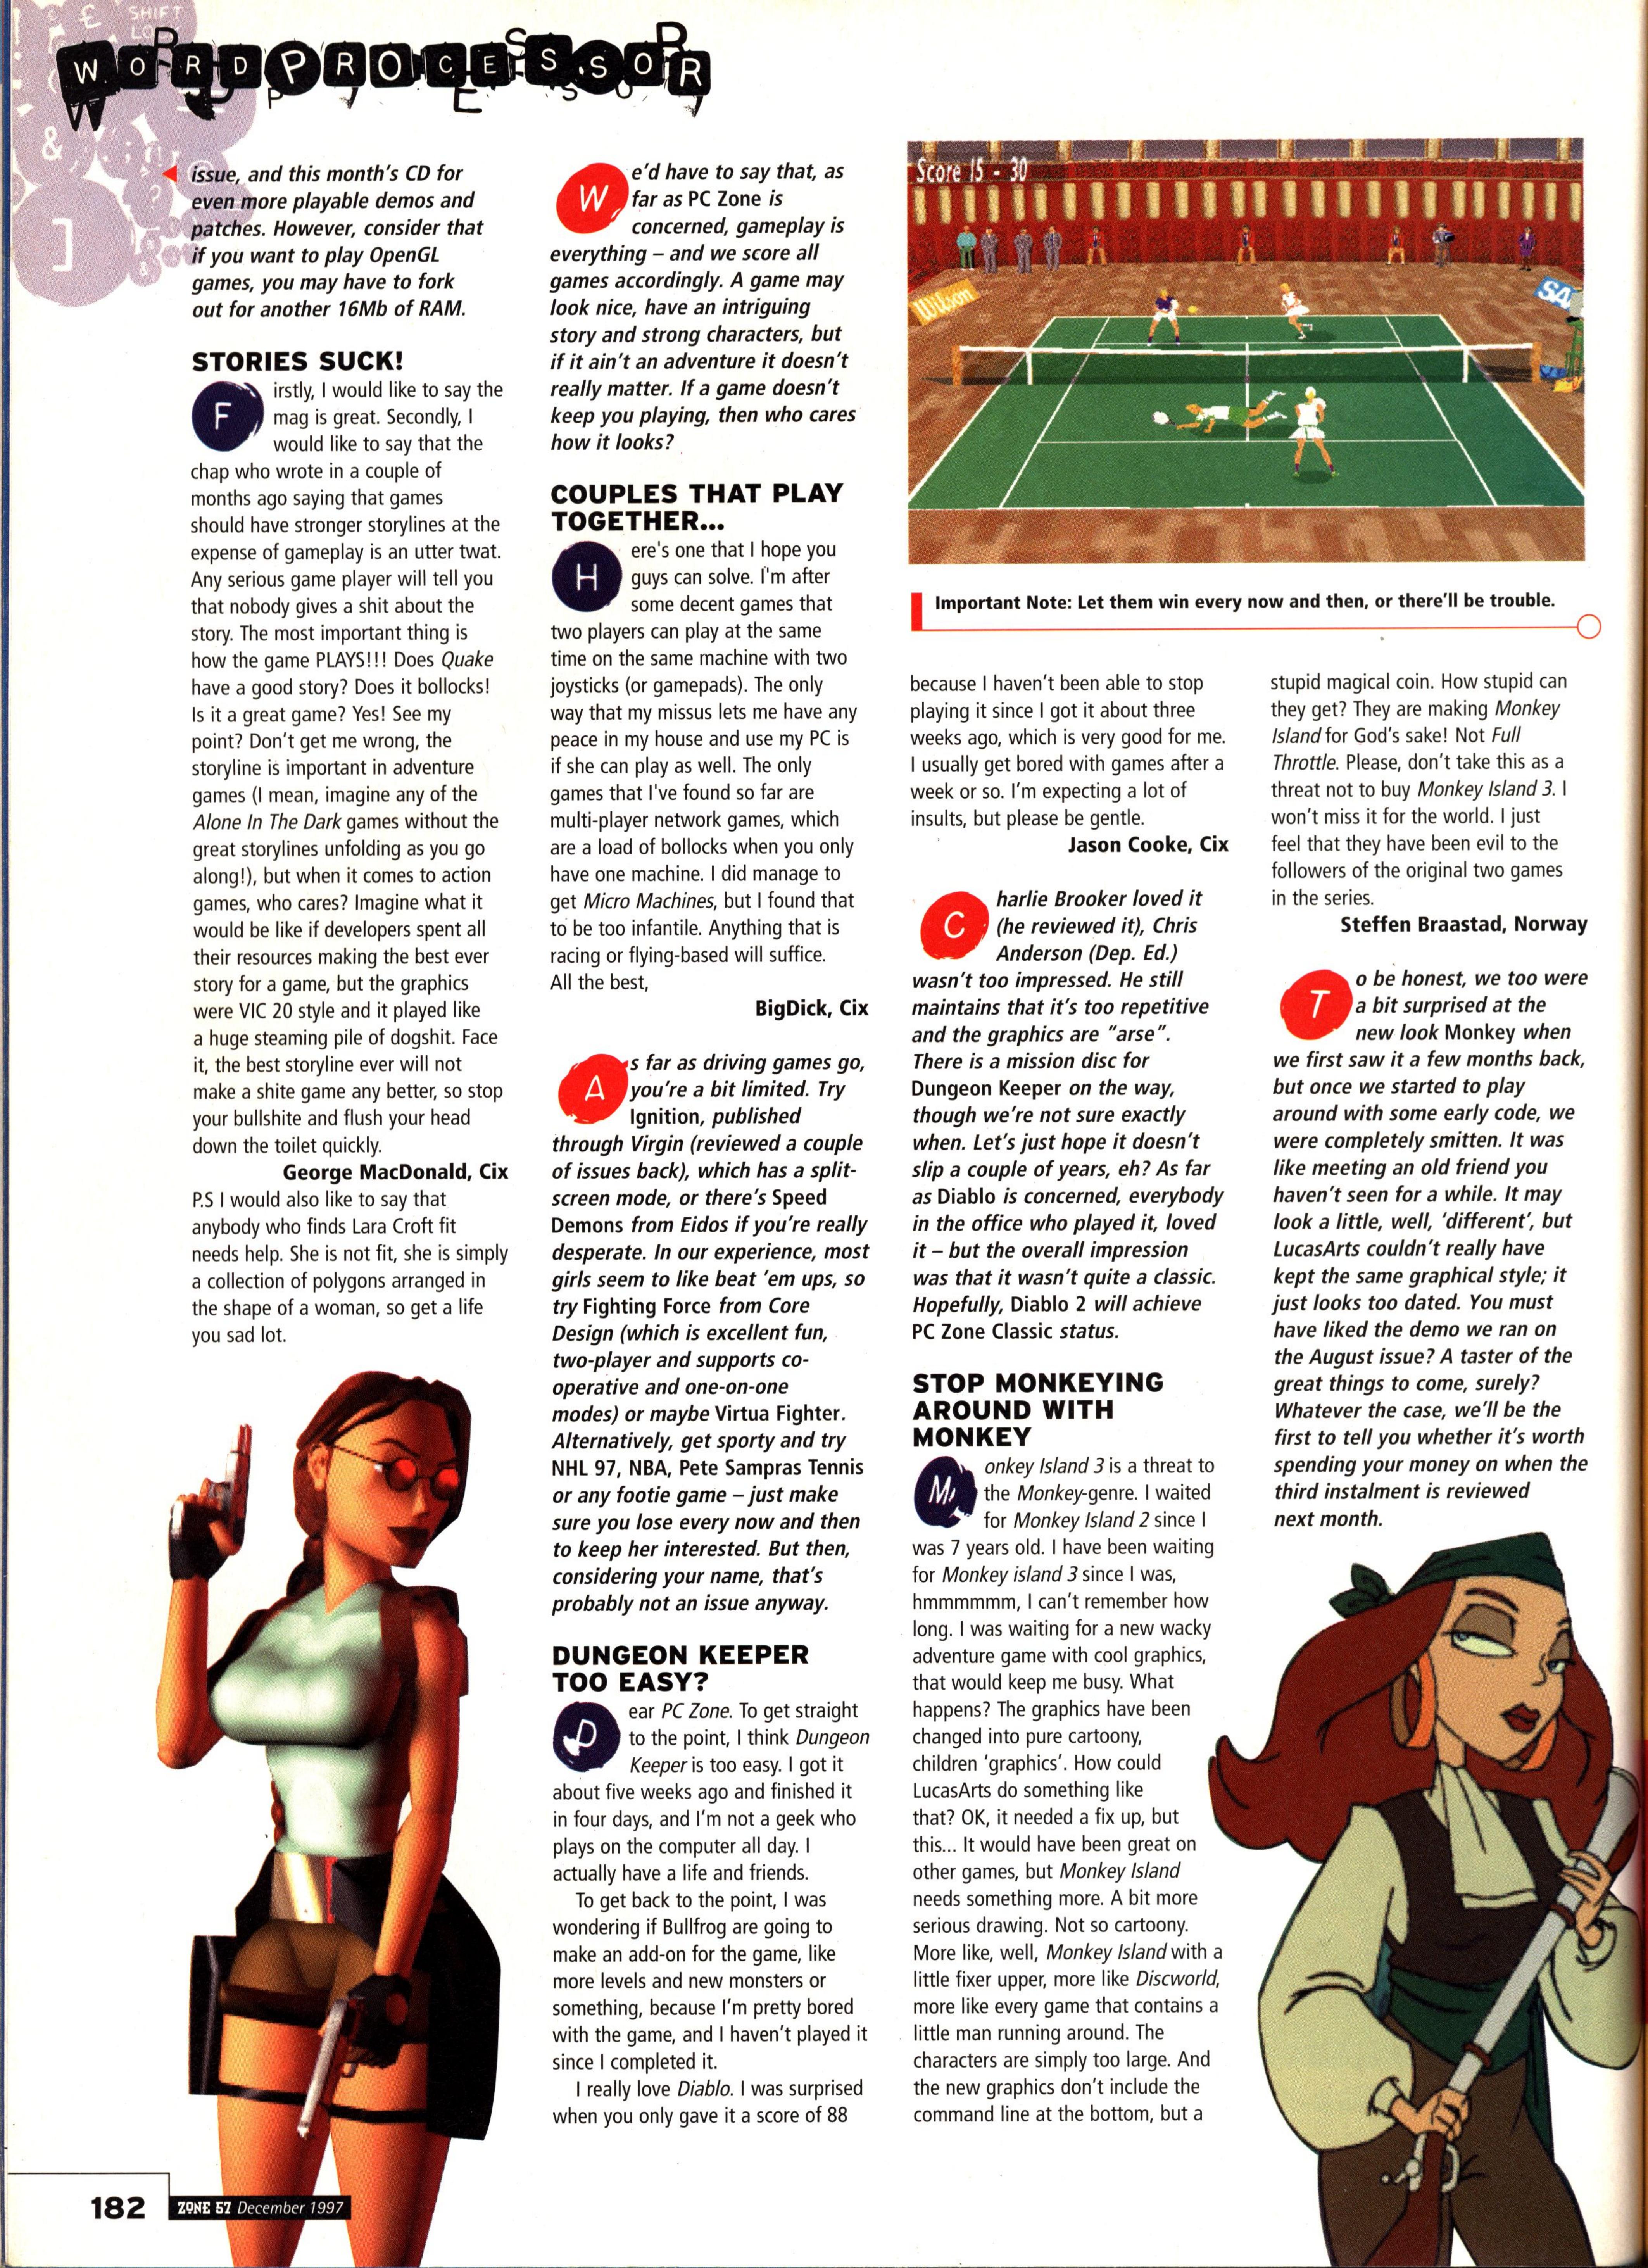 WORDPROCESSOR
SHIFT
issue, and this month's CD for
even more playable demos and
patches. However, consider that
if you want to play OpenGL
games, you may have to fork
out for another 16Mb of RAM.
STORIES SUCK!
Firstly, I would like to say the
mag is great. Secondly, I
would like to say that the
chap who wrote in a couple of
months ago saying that games
should have stronger storylines at the
expense of gameplay is an utter twat.
Any serious game player will tell you
that nobody gives a shit about the
story. The most important thing is
how the game PLAYS!!! Does Quake
have a good story? Does it bollocks!
Is it a great game? Yes! See my
point? Don't get me wrong, the
storyline is important in adventure
games (I mean, imagine any of the
Alone In The Dark games without the
great storylines unfolding as you go
along!), but when it comes to action
games, who cares? Imagine what it
would be like if developers spent all
their resources making the best ever
story for a game, but the graphics
were VIC 20 style and it played like
a huge steaming pile of dogshit. Face
it, the best storyline ever will not
make a shite game any better, so stop
your bullshite and flush your head
down the toilet quickly.
George MacDonald, Cix
P.S I would also like to say that
anybody who finds Lara Croft fit
needs help. She is not fit, she is simply
a collection of polygons arranged in
the shape of a woman, so get a life
you sad lot.
We'd have to say that, as
far as PC Zone is
concerned, gameplay is
everything – and we score all
games accordingly. A game may
look nice, have an intriguing
story and strong characters, but
if it ain't an adventure it doesn't
really matter. If a game doesn't
keep you playing, then who cares
how it looks?
COUPLES THAT PLAY
TOGETHER...
Here's one that I hope you
guys can solve. I'm after
some decent games that
two players can play at the same
time on the same machine with two
joysticks (or gamepads). The only
way that my missus lets me have any
peace in my house and use my PC is
if she can play as well. The only
games that I've found so far are
multi-player network games, which
are a load of bollocks when you only
have one machine. I did manage to
get Micro Machines, but I found that
to be too infantile. Anything that is
racing or flying-based will suffice.
All the best,
BigDick, Cix
As far as driving games go,
you're a bit limited. Try
Ignition, published
through Virgin (reviewed a couple
of issues back), which has a split-
screen mode, or there's Speed
Demons from Eidos if you're really
desperate. In our experience, most
girls seem to like beat 'em ups, so
try Fighting Force from Core
Design (which is excellent fun,
two-player and supports co-
operative and one-on-one
modes) or maybe Virtua Fighter.
Alternatively, get sporty and try
NHL 97, NBA, Pete Sampras Tennis
or any footie game – just make
sure you lose every now and then
to keep her interested. But then,
considering your name, that's
probably not an issue anyway.
DUNGEON KEEPER
TOO EASY?
Dear PC Zone. To get straight
to the point, I think Dungeon
Keeper is too easy. I got it
about five weeks ago and finished it
in four days, and I'm not a geek who
plays on the computer all day. I
actually have a life and friends.
To get back to the point, I was
wondering if Bullfrog are going to
make an add-on for the game, like
more levels and new monsters or
something, because I'm pretty bored
with the game, and I haven't played it
since I completed it.
I really love Diablo. I was surprised
when you only gave it a score of 88
Score 15 - 30
Wilson
SA
Important Note: Let them win every now and then, or there'll be trouble.
because I haven't been able to stop
playing it since I got it about three
weeks ago, which is very good for me.
I usually get bored with games after a
week or so. I'm expecting a lot of
insults, but please be gentle.
Jason Cooke, Cix
Charlie Brooker loved it
(he reviewed it), Chris
Anderson (Dep. Ed.)
wasn't too impressed. He still
maintains that it's too repetitive
and the graphics are "arse".
There is a mission disc for
Dungeon Keeper on the way,
though we're not sure exactly
when. Let's just hope it doesn't
slip a couple of years, eh? As far
as Diablo is concerned, everybody
in the office who played it, loved
it – but the overall impression
was that it wasn't quite a classic.
Hopefully, Diablo 2 will achieve
PC Zone Classic status.
STOP MONKEYING
AROUND WITH
MONKEY
Monkey Island 3 is a threat to
the Monkey-genre. I waited
for Monkey Island 2 since I
was 7 years old. I have been waiting
for Monkey island 3 since I was,
hmmmmmm, I can't remember how
long. I was waiting for a new wacky
adventure game with cool graphics,
that would keep me busy. What
happens? The graphics have been
changed into pure cartoony,
children 'graphics'. How could
LucasArts do something like
that? OK, it needed a fix up, but
this... It would have been great on
other games, but Monkey Island
needs something more. A bit more
serious drawing. Not so cartoony.
More like, well, Monkey Island with a
little fixer upper, more like Discworld,
more like every game that contains a
little man running around. The
characters are simply too large. And
the new graphics don't include the
command line at the bottom, but a
stupid magical coin. How stupid can
they get? They are making Monkey
Island for God's sake! Not Full
Throttle. Please, don't take this as a
threat not to buy Monkey Island 3. I
won't miss it for the world. I just
feel that they have been evil to the
followers of the original two games
in the series.
Steffen Braastad, Norway
To be honest, we too were
a bit surprised at the
new look Monkey when
we first saw it a few months back,
but once we started to play
around with some early code, we
were completely smitten. It was
like meeting an old friend you
haven't seen for a while. It may
look a little, well, 'different', but
LucasArts couldn't really have
kept the same graphical style; it
just looks too dated. You must
have liked the demo we ran on
the August issue? A taster of the
great things to come, surely?
Whatever the case, we'll be the
first to tell you whether it's worth
spending your money on when the
third instalment is reviewed
next month.
182
ZONE 57 December 1997